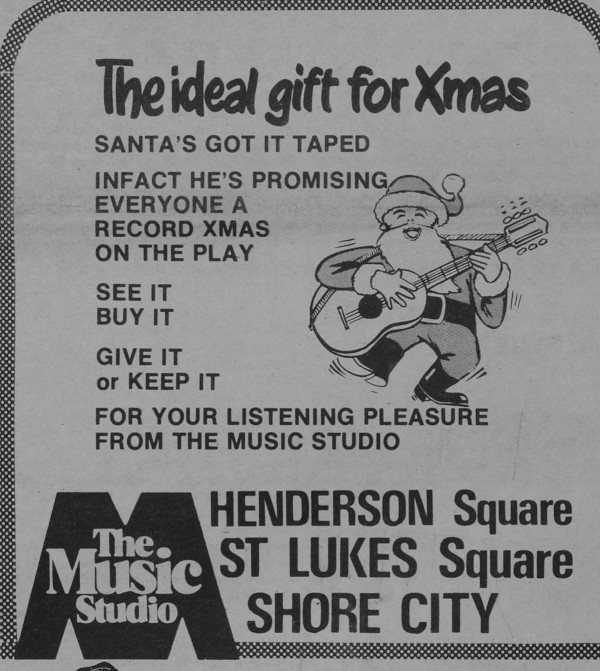 The ideal gift for Xmas
SANTA'S GOT IT TAPED
INFACT HE'S PROMISING
EVERYONE A
RECORD XMAS
ON THE PLAY
SEE IT
BUY IT
GIVE IT
or KEEP IT
FOR YOUR LISTENING PLEASURE
FROM THE MUSIC STUDIO
The
Music
Studio
HENDERSON Square
ST LUKES Square
SHORE CITY